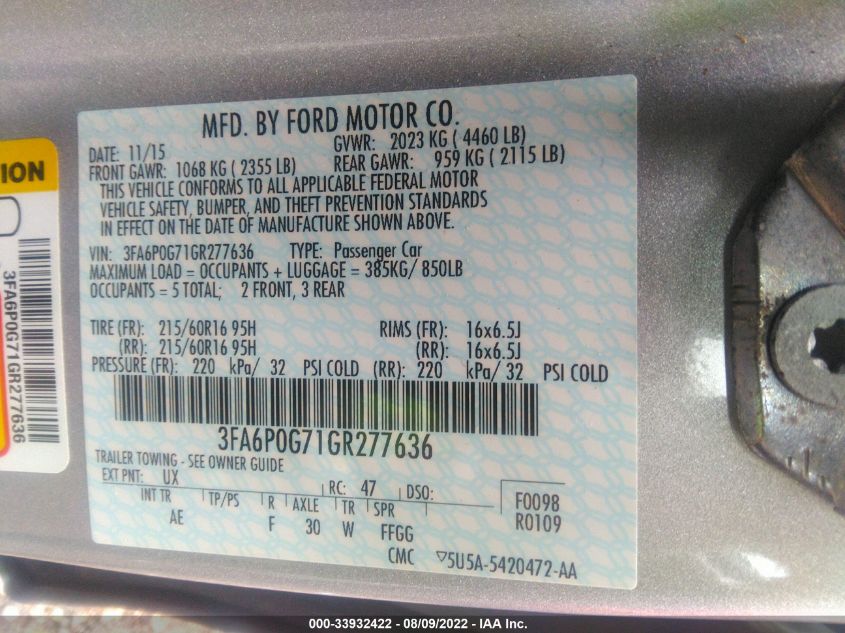 MFD. BY FORD MOTOR CO.
DATE: 11/15 GVWR: 2023 KG ( 4460 LB)
FRONT GAWR: 1068 KG ( 2355 LB) REAR GAWR: 959 KG ( 2115 LB)
THIS VEHICLE CONFORMS TO ALL APPLICABLE FEDERAL MOTOR
VEHICLE SAFETY, BUMPER, AND THEFT PREVENTION STANDARDS
IN EFFECT ON THE DATE OF MANUFACTURE SHOWN ABOVE.
VIN: 3FA6P0G71GR277636 TYPE: Passenger Car
MAXIMUM LOAD = OCCUPANTS + LUGGAGE = 385KG/ 850LB
OCCUPANTS = 5 TOTAL; 2 FRONT, 3 REAR
TIRE (FR): 215/60R16 95H RIMS (FR): 16x6.5J
(RR): 215/60R16 95H (RR): 16x6.5J
PRESSURE (FR): 220 kPa/ 32 PSI COLD (RR): 220 kPa/ 32 PSI COLD
3FA6P0G71GR277636
TRAILER TOWING - SEE OWNER GUIDE
EXT PNT: UX RC: 47 DSO:
INT TR TP/PS R AXLE TR SPR
AE F 30 W FFGG
F0098
R0109
CMC ▽5U5A-5420472-AA
TION
3FA6P0G71GR277636
000-33932422 - 08/09/2022 - IAA Inc.